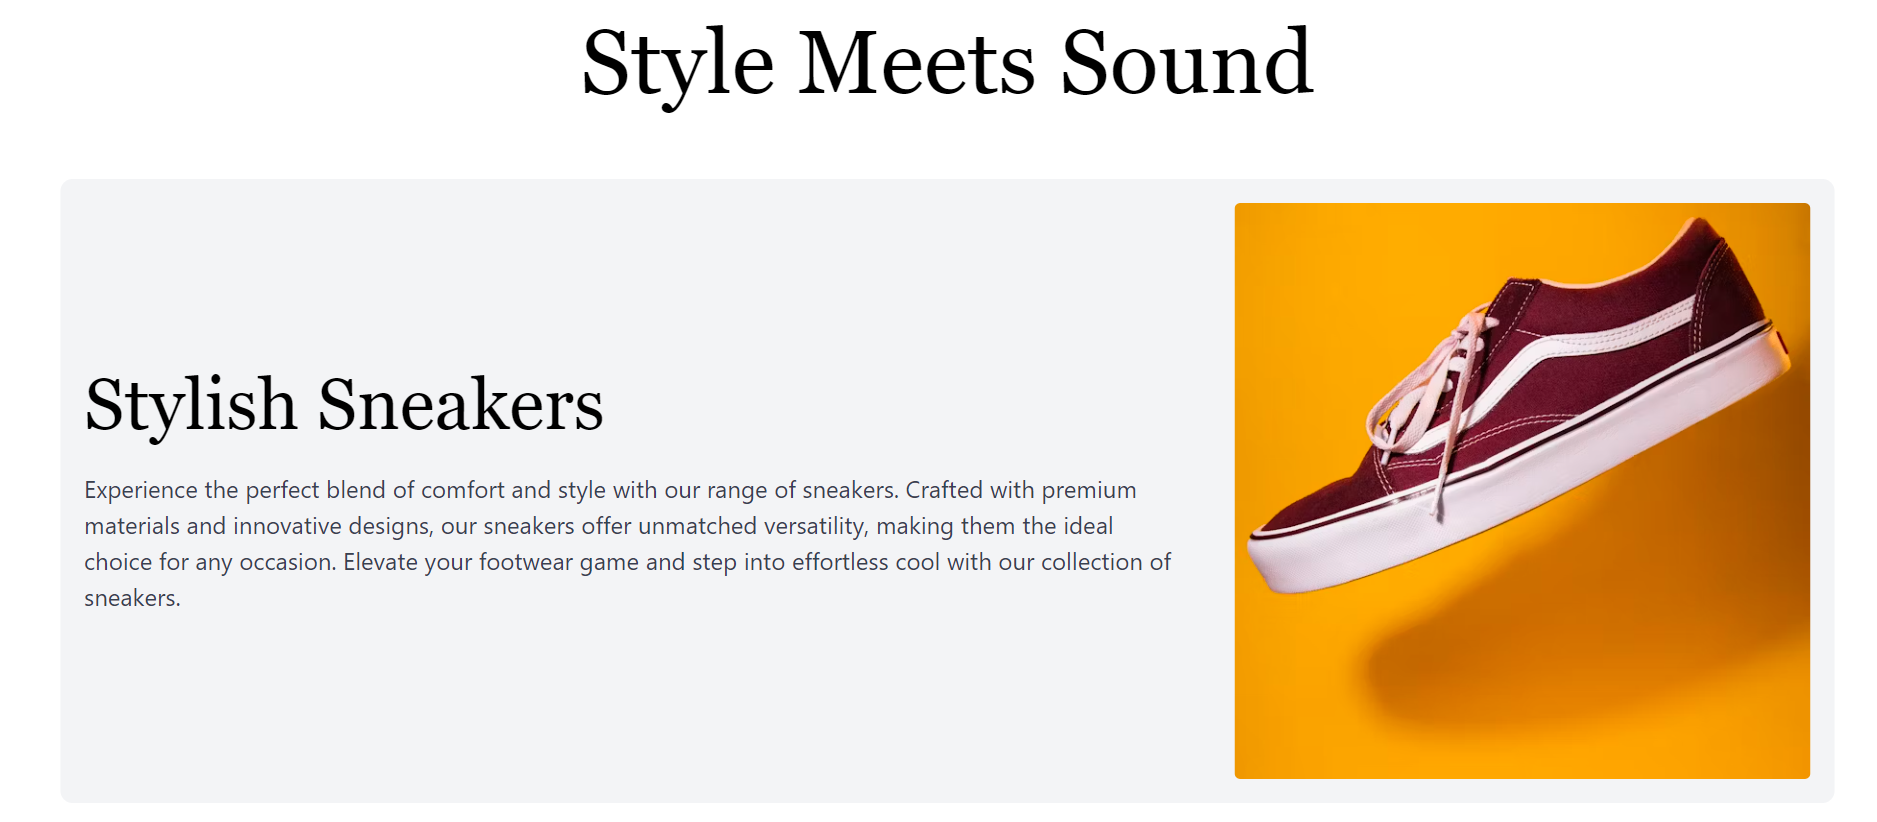 Style Meets Sound
Stylish Sneakers
Experience the perfect blend of comfort and style with our range of sneakers. Crafted with premium
materials and innovative designs, our sneakers offer unmatched versatility, making them the ideal
choice for any occasion. Elevate your footwear game and step into effortless cool with our collection of
sneakers.